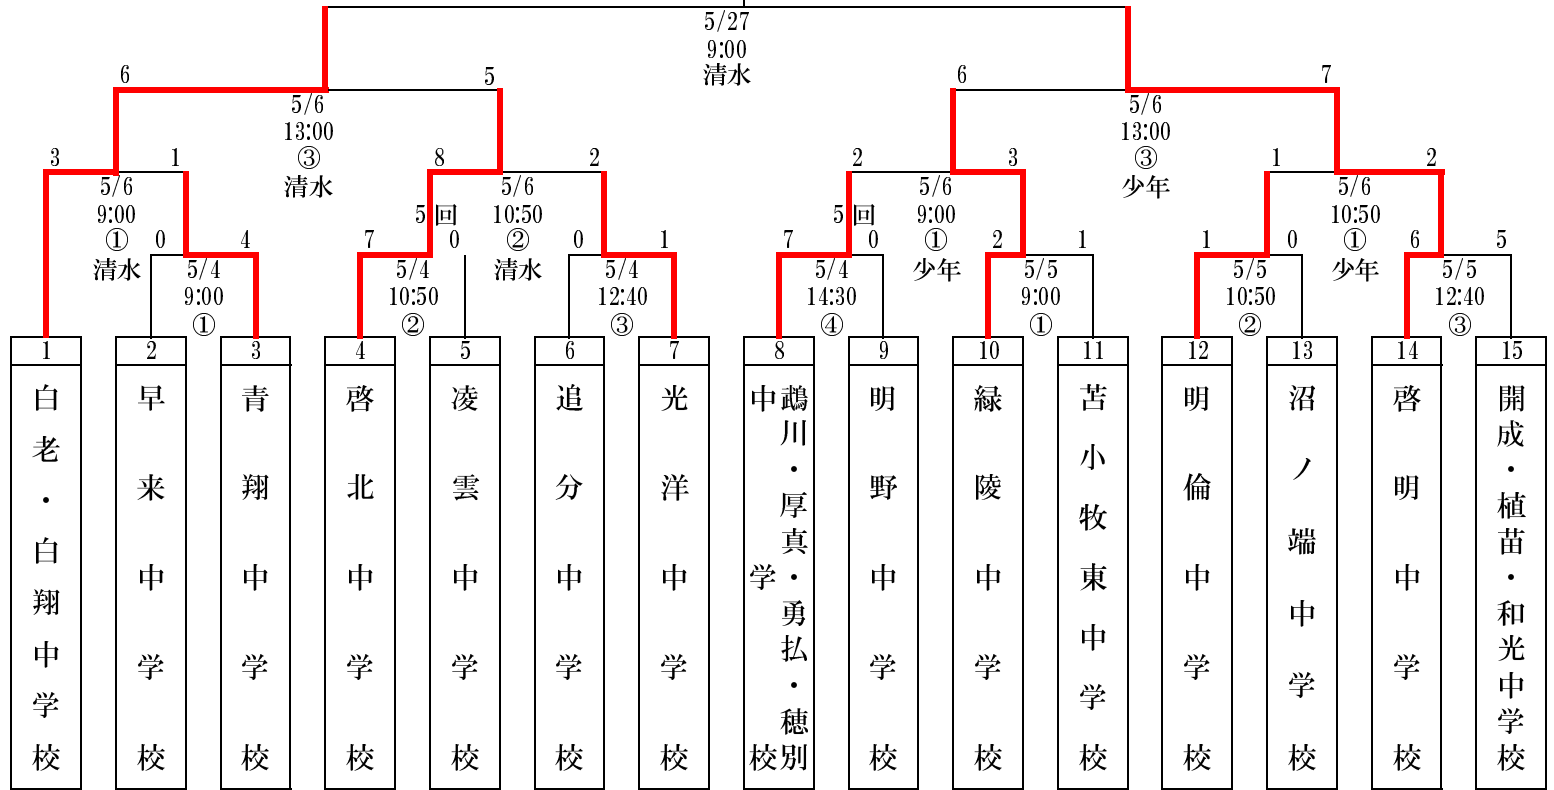 5/27
9:00
清水
6 5 6 7
5/6 5/6
13:00 13:00
③ ③
清水 少年
3 1 8 2 2 3 1 2
5/6 5/6 5/6 5/6
9:00 5回 10:50 5回 9:00 10:50
① ② ① ①
清水 清水 少年 少年
0 4 7 0 0 1 7 0 2 1 1 0 6 5
5/4 5/4 5/4 5/4 5/5 5/5 5/5
9:00 10:50 12:40 14:30 9:00 10:50 12:40
① ② ③ ④ ① ② ③
1 2 3 4 5 6 7 8 9 10 11 12 13 14 15
白老・白翔中学校
早来中学校
青翔中学校
啓北中学校
凌雲中学校
追分中学校
光洋中学校
鵡川・厚真・勇払・穂別
中学校
明野中学校
緑陵中学校
苫小牧東中学校
明倫中学校
沼ノ端中学校
啓明中学校
開成・植苗・和光中学校